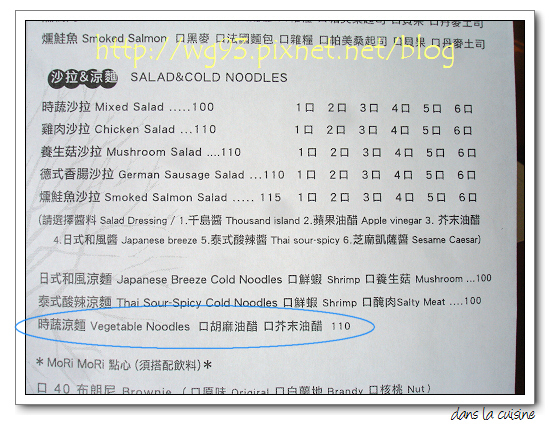 燻鮭魚 Smoked Salmon 口黑麥 口法國麵包 口雜糧 口帕美桑起司 口貝果 口丹麥土司
http://wg95.pixnet.net/blog
沙拉&涼麵 SALAD&COLD NOODLES
時蔬沙拉 Mixed Salad .....100 1口 2口 3口 4口 5口 6口
雞肉沙拉 Chicken Salad ...110 1口 2口 3口 4口 5口 6口
養生菇沙拉 Mushroom Salad ....110 1口 2口 3口 4口 5口 6口
德式香腸沙拉 German Sausage Salad ...110 1口 2口 3口 4口 5口 6口
燻鮭魚沙拉 Smoked Salmon Salad ..... 115 1口 2口 3口 4口 5口 6口
(請選擇醬料 Salad Dressing / 1.千島醬 Thousand island 2.蘋果油醋 Apple vinegar 3. 芥末油醋
4.日式和風醬 Japanese breeze 5.泰式酸辣醬 Thai sour-spicy 6.芝麻凱薩醬 Sesame Caesar)
日式和風涼麵 Japanese Breeze Cold Noodles 口鮮蝦 Shrimp 口養生菇 Mushroom ...100
泰式酸辣涼麵 Thai Sour-Spicy Cold Noodles 口鮮蝦 Shrimp 口醃肉Salty Meat ....100
時蔬涼麵 Vegetable Noodles 口胡麻油醋 口芥末油醋 110
*MoRi MoRi 點心 (須搭配飲料)*
口 40 布朗尼 Brownie (口原味 Original 口白蘭地 Brandy 口核桃 Nut)
dans la cuisine